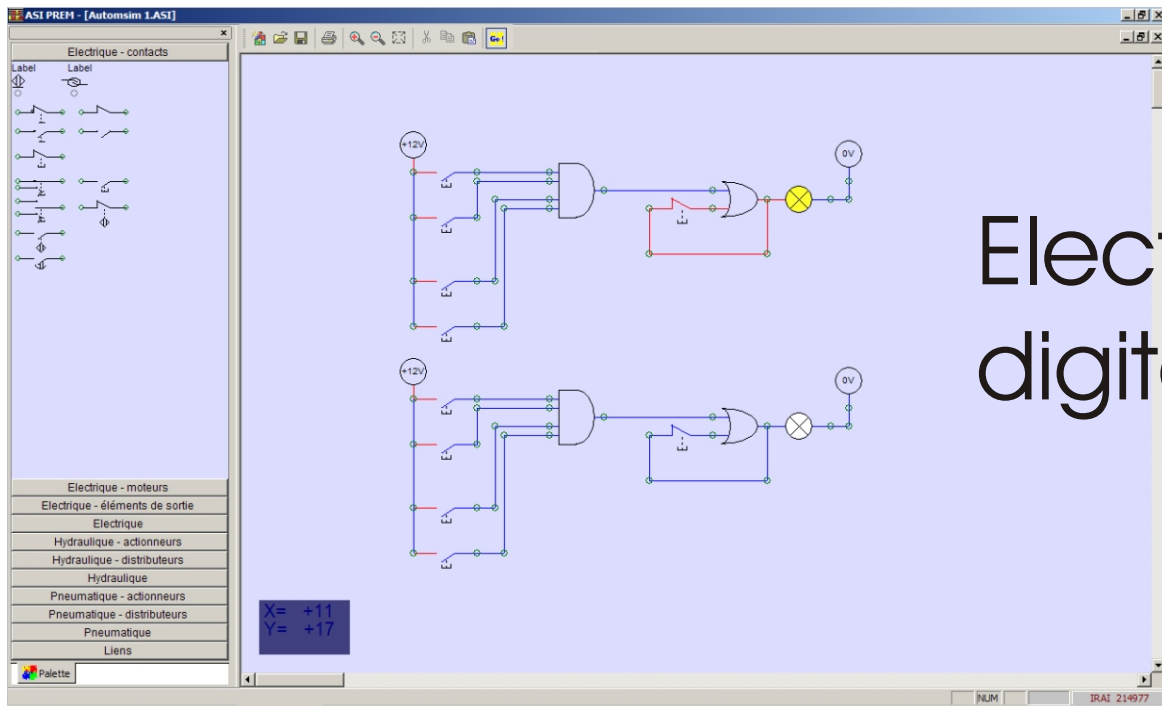 ASI PREM - [Automsim 1.ASI]
Electrique - contacts
Label Label
Go !
+12V
0V
+12V
0V
Elect
digit
Electrique - moteurs
Electrique - éléments de sortie
Electrique
Hydraulique - actionneurs
Hydraulique - distributeurs
Hydraulique
Pneumatique - actionneurs
Pneumatique - distributeurs
Pneumatique
Liens
Palette
X= +11
Y= +17
NUM
IRAI 214977